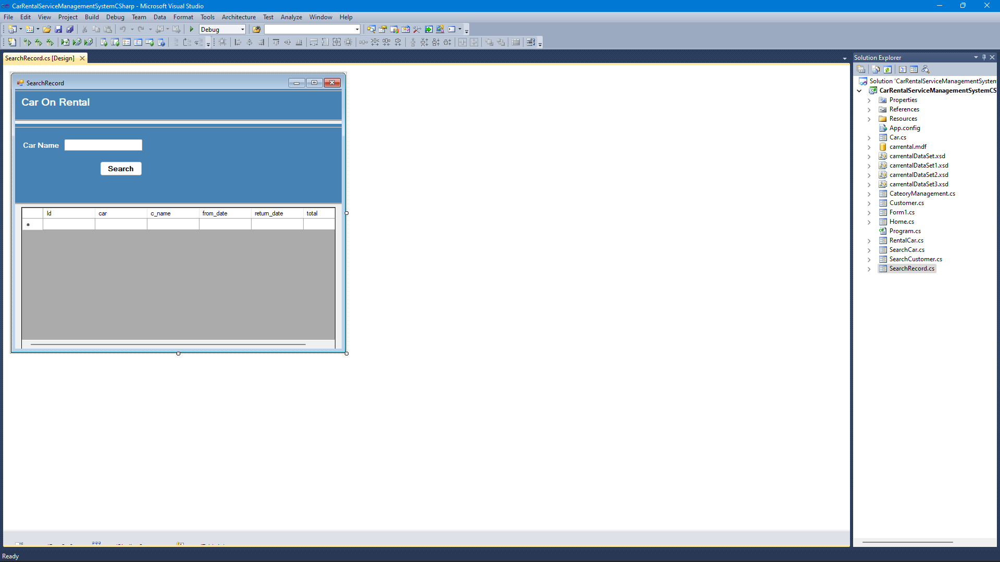 CarRentalServiceManagementSystemCSharp - Microsoft Visual Studio
File Edit View Project Build Debug Team Data Format Tools Architecture Test Analyze Window Help
Debug
SearchRecord.cs [Design]
SearchRecord
Car On Rental
Car Name
Search
Id car c_name from_date return_date total
Solution Explorer
Solution 'CarRentalServiceManagementSystem
CarRentalServiceManagementSystemCS
Properties
References
Resources
App.config
Car.cs
carrental.mdf
carrentalDataSet.xsd
carrentalDataSet1.xsd
carrentalDataSet2.xsd
carrentalDataSet3.xsd
CateoryManagement.cs
Customer.cs
Form1.cs
Home.cs
Program.cs
RentalCar.cs
SearchCar.cs
SearchCustomer.cs
SearchRecord.cs
Ready